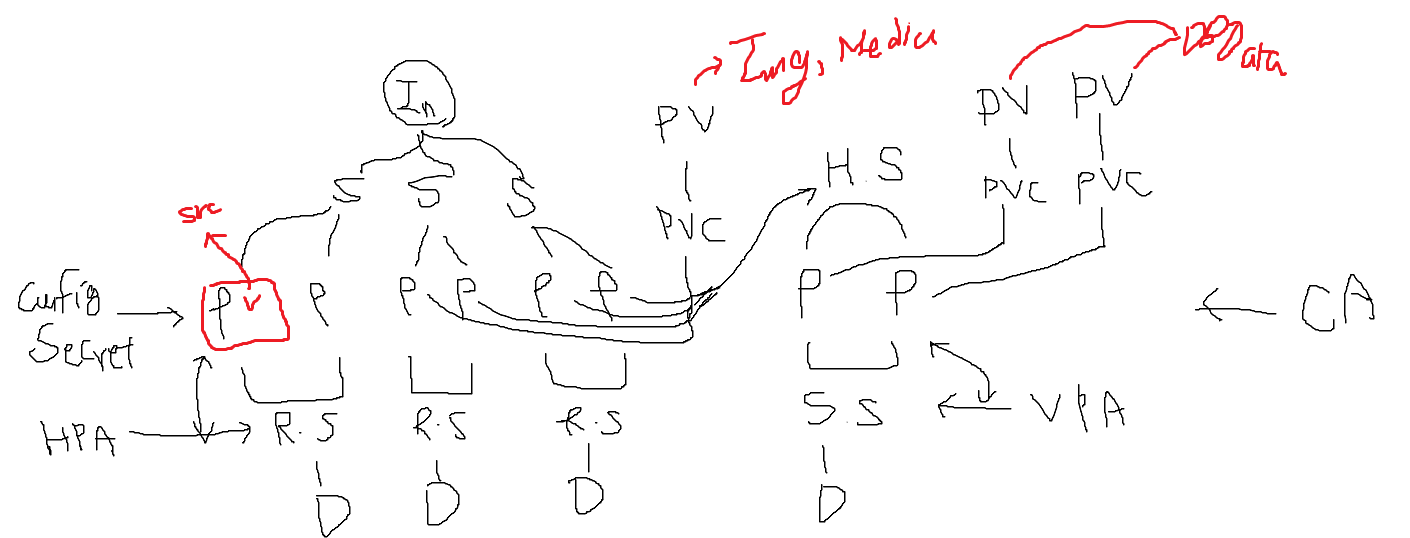 In
Img, Media
Data
PV
PV
PV
S
S
S
H.S
PVC
PVC
PVC
src
P
v
P
P
P
P
P
P
P
Config
Secret
CA
HPA
R.S
R.S
R.S
S.S
VPA
D
D
D
D